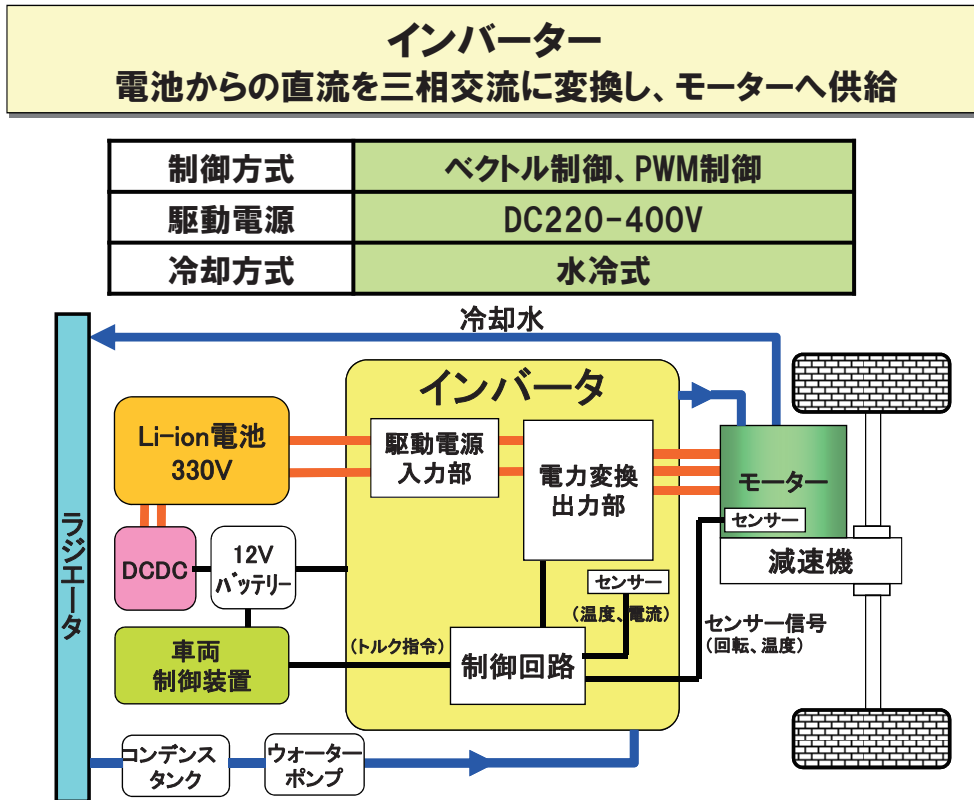 インバーター
電池からの直流を三相交流に変換し、モーターへ供給
制御方式
ベクトル制御、PWM制御
駆動電源
DC220-400V
冷却方式
水冷式
冷却水
インバータ
Li-ion電池
330V
駆動電源
入力部
電力変換
出力部
モーター
センサー
減速機
ラジエータ
DCDC
12V
バッテリー
センサー
(温度、電流)
センサー信号
(回転、温度)
車両
制御装置
(トルク指令)
制御回路
コンデンス
タンク
ウォーター
ポンプ